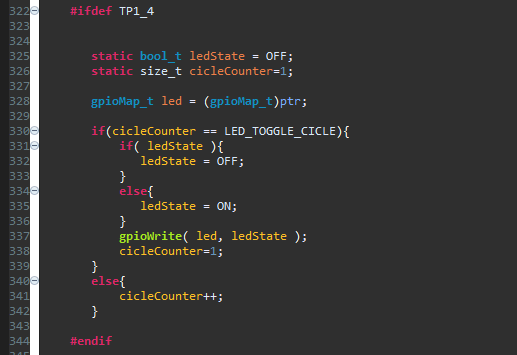 322 #ifdef TP1_4
323
324
325 static bool_t ledState = OFF;
326 static size_t cicleCounter=1;
327
328 gpioMap_t led = (gpioMap_t)ptr;
329
330 if(cicleCounter == LED_TOGGLE_CICLE){
331 if( ledState ){
332 ledState = OFF;
333 }
334 else{
335 ledState = ON;
336 }
337 gpioWrite( led, ledState );
338 cicleCounter=1;
339 }
340 else{
341 cicleCounter++;
342 }
343
344 #endif
345